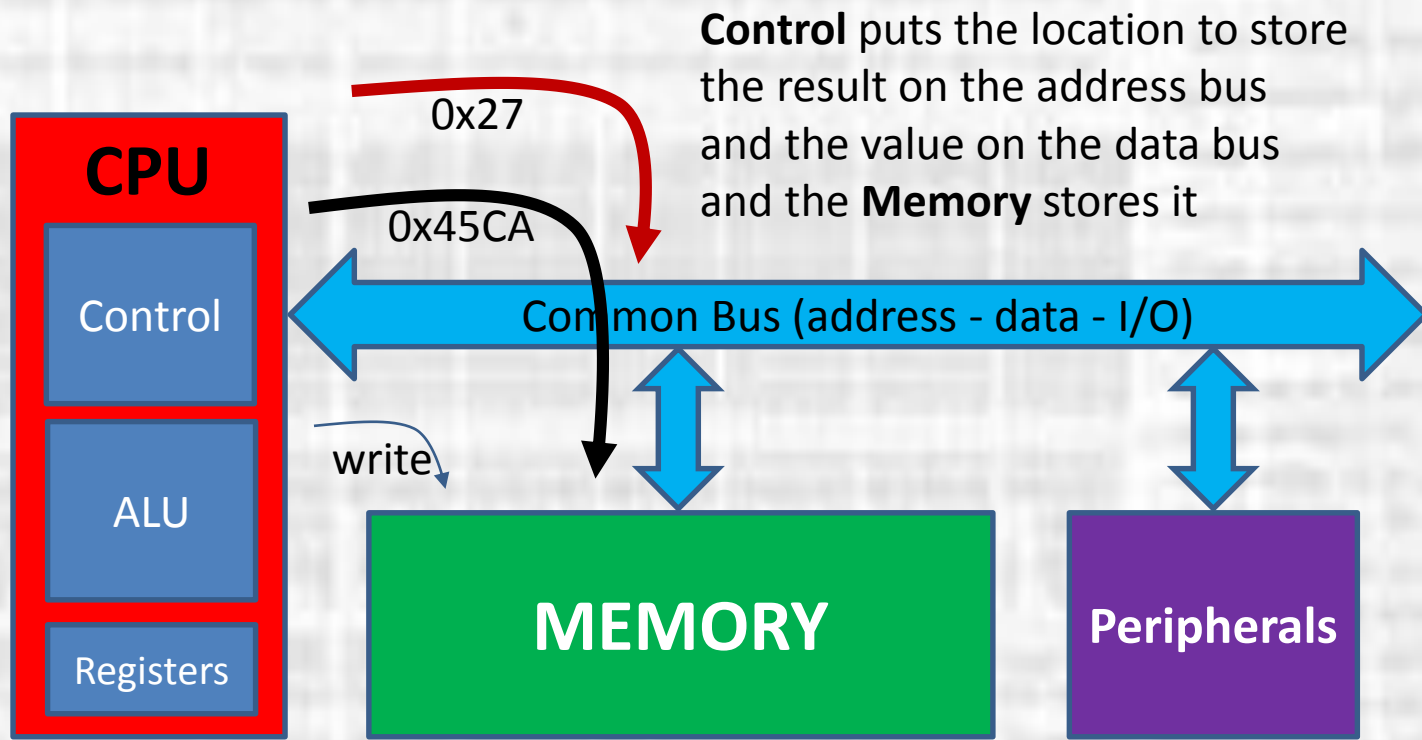 Control puts the location to store
the result on the address bus
and the value on the data bus
and the Memory stores it
0x27
CPU
0x45CA
Control
Common Bus (address - data - I/O)
write
ALU
MEMORY
Peripherals
Registers